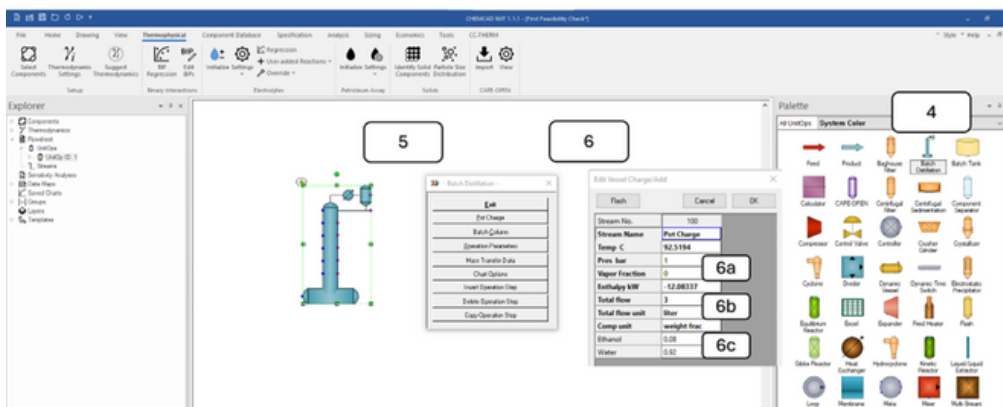 CHEMCAD NXT 1.1.1 - [Find Feasibility Check*]
File Home Drawing View Thermophysical Component Database Specification Analysis Sizing Economics Tools CC-THERM Style Help
Select Components
Thermodynamic Settings
Suggested Thermodynamics
BIP Regression
Edit BIPs
Initialize Settings
Regression
Uses added Reactions
Override
Initialize Settings
Identify Solid Components
Particle Size Distribution
Import View
Setup Binary Interactions Electrolytes Petroleum Assay Solids CAPE-OPEN
Explorer
Components
Thermodynamics
Flowsheet
UnitOps
UnitOp ID: 1
Streams
Sensitivity Analyses
Data Maps
Saved Charts
Groups
Layers
Templates
5
6
- Batch Distillation -
Exit
Pot Charge
Batch Column
Operation Parameters
Mass Transfer Data
Chart Options
Insert Operation Step
Delete Operation Step
Copy Operation Step
Edit Vessel Charge/Add
Flash Cancel OK
Stream No. 100
Stream Name Pot Charge
Temp C 92.5194
Pres bar 1
Vapor Fraction 0
6a
Enthalpy kW -12.08337
Total flow 3
Total flow unit liter
6b
Comp unit weight frac
Ethanol 0.08
Water 0.92
6c
Palette
4
All UnitOps System Color
Feed
Product
Baghouse Filter
Batch Distillation
Batch Tank
Calculator
CAPE-OPEN
Centrifugal Filter
Centrifugal Sedimentation
Component Separator
Compressor
Control Valve
Controller
Crusher Grinder
Crystallizer
Cyclone
Divider
Dynamic Vessel
Dynamic Time Switch
Electrostatic Precipitator
Equilibrium Reactor
Excel
Expander
Fired Heater
Flash
Gibbs Reactor
Heat Exchanger
Hydrocyclone
Kinetic Reactor
Liquid Liquid Extractor
Loop
Membrane
Meta
Mixer
Multi Stream